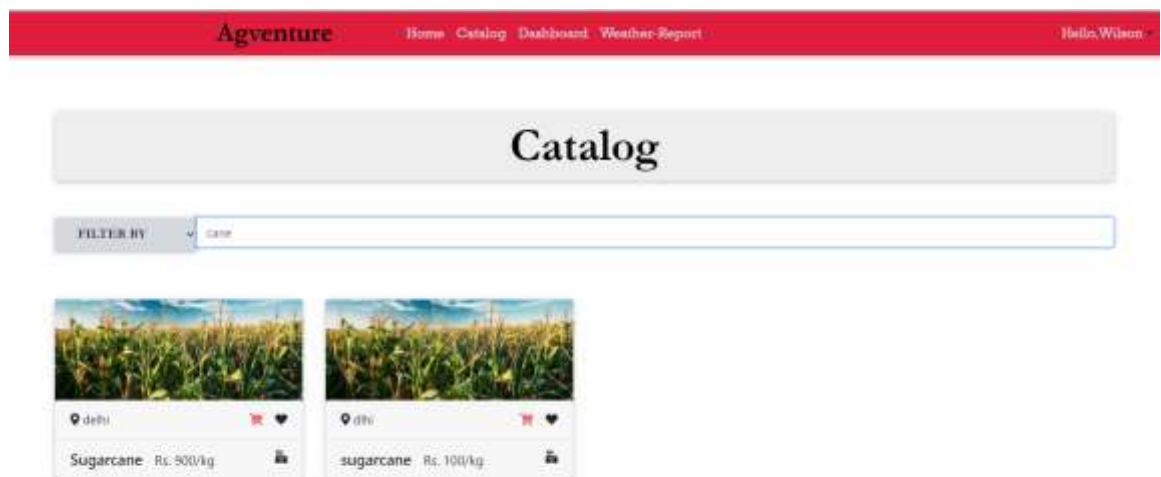 Agventure Home Catalog Dashboard Weather-Report Hello,Wilson
Catalog
FILTER BY cane
delhi dlhi
Sugarcane Rs. 900/kg sugarcane Rs. 100/kg